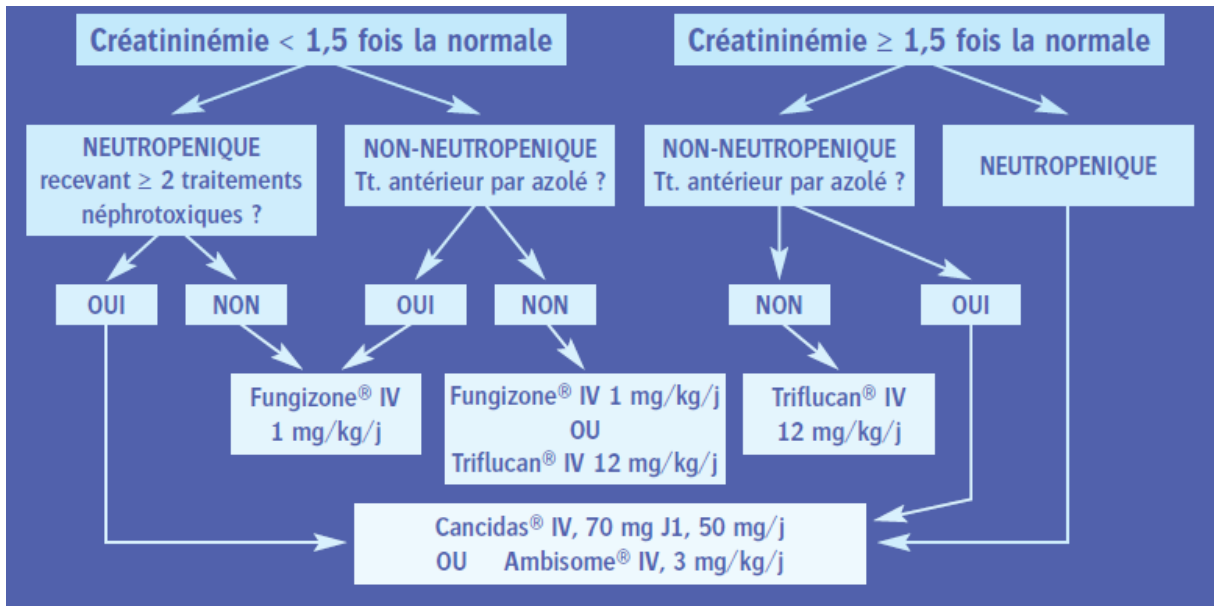 Créatininémie < 1,5 fois la normale
Créatininémie ≥ 1,5 fois la normale
NEUTROPENIQUE
recevant ≥ 2 traitements
néphrotoxiques ?
NON-NEUTROPENIQUE
Tt. antérieur par azolé ?
NON-NEUTROPENIQUE
Tt. antérieur par azolé ?
NEUTROPENIQUE
OUI
NON
OUI
NON
NON
OUI
Fungizone® IV
1 mg/kg/j
Fungizone® IV 1 mg/kg/j
OU
Triflucan® IV 12 mg/kg/j
Triflucan® IV
12 mg/kg/j
Cancidas® IV, 70 mg J1, 50 mg/j
OU Ambisome® IV, 3 mg/kg/j